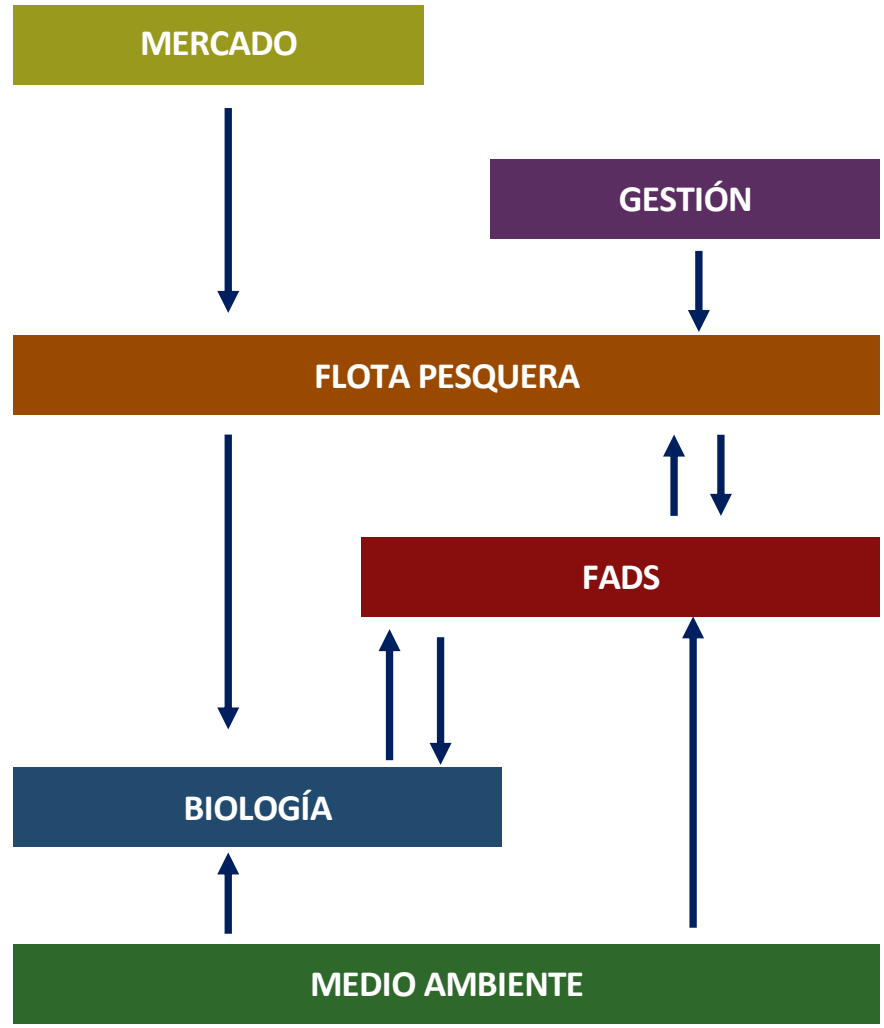 MERCADO
GESTIÓN
FLOTA PESQUERA
FADS
BIOLOGÍA
MEDIO AMBIENTE